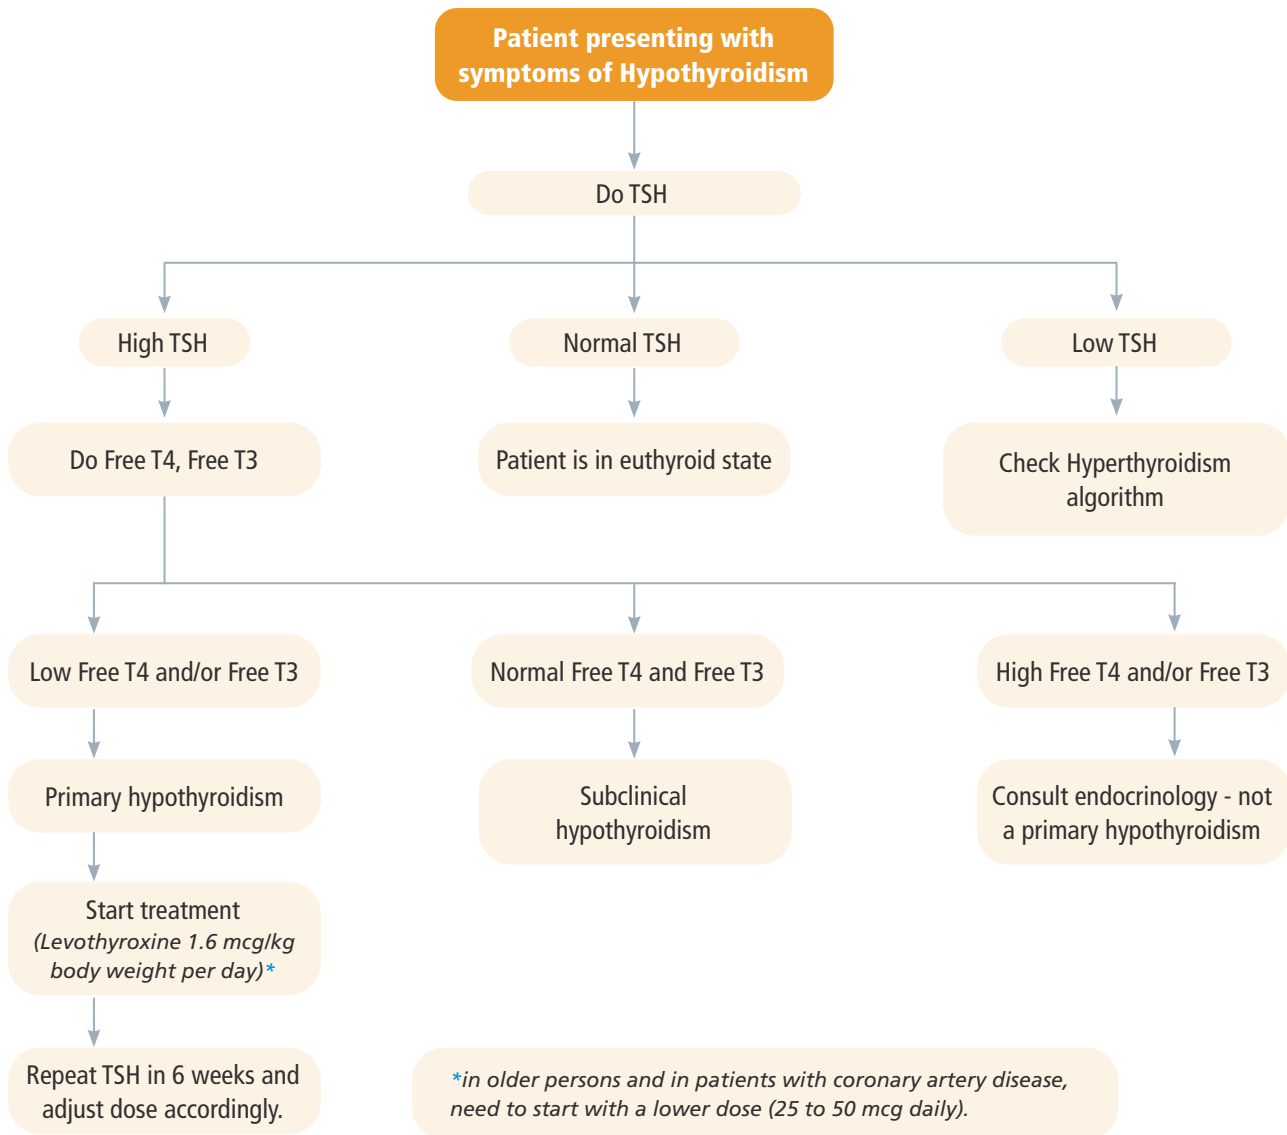 Patient presenting with
symptoms of Hypothyroidism
Do TSH
High TSH
Normal TSH
Low TSH
Do Free T4, Free T3
Patient is in euthyroid state
Check Hyperthyroidism
algorithm
Low Free T4 and/or Free T3
Normal Free T4 and Free T3
High Free T4 and/or Free T3
Primary hypothyroidism
Subclinical
hypothyroidism
Consult endocrinology - not
a primary hypothyroidism
Start treatment
(Levothyroxine 1.6 mcg/kg
body weight per day)*
Repeat TSH in 6 weeks and
adjust dose accordingly.
*in older persons and in patients with coronary artery disease,
need to start with a lower dose (25 to 50 mcg daily).